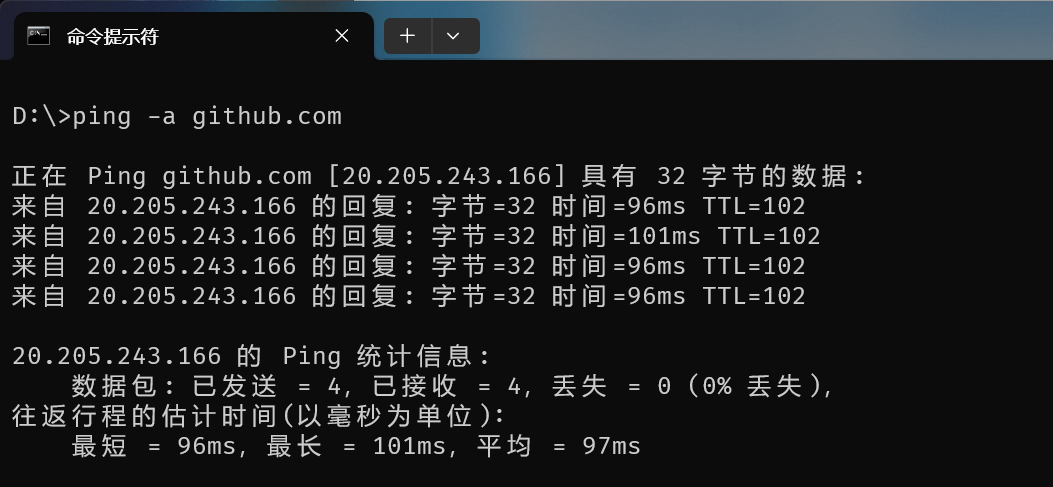 命令提示符
D:\>ping -a github.com
正在 Ping github.com [20.205.243.166] 具有 32 字节的数据:
来自 20.205.243.166 的回复: 字节=32 时间=96ms TTL=102
来自 20.205.243.166 的回复: 字节=32 时间=101ms TTL=102
来自 20.205.243.166 的回复: 字节=32 时间=96ms TTL=102
来自 20.205.243.166 的回复: 字节=32 时间=96ms TTL=102
20.205.243.166 的 Ping 统计信息:
    数据包: 已发送 = 4, 已接收 = 4, 丢失 = 0 (0% 丢失),
往返行程的估计时间(以毫秒为单位):
    最短 = 96ms, 最长 = 101ms, 平均 = 97ms